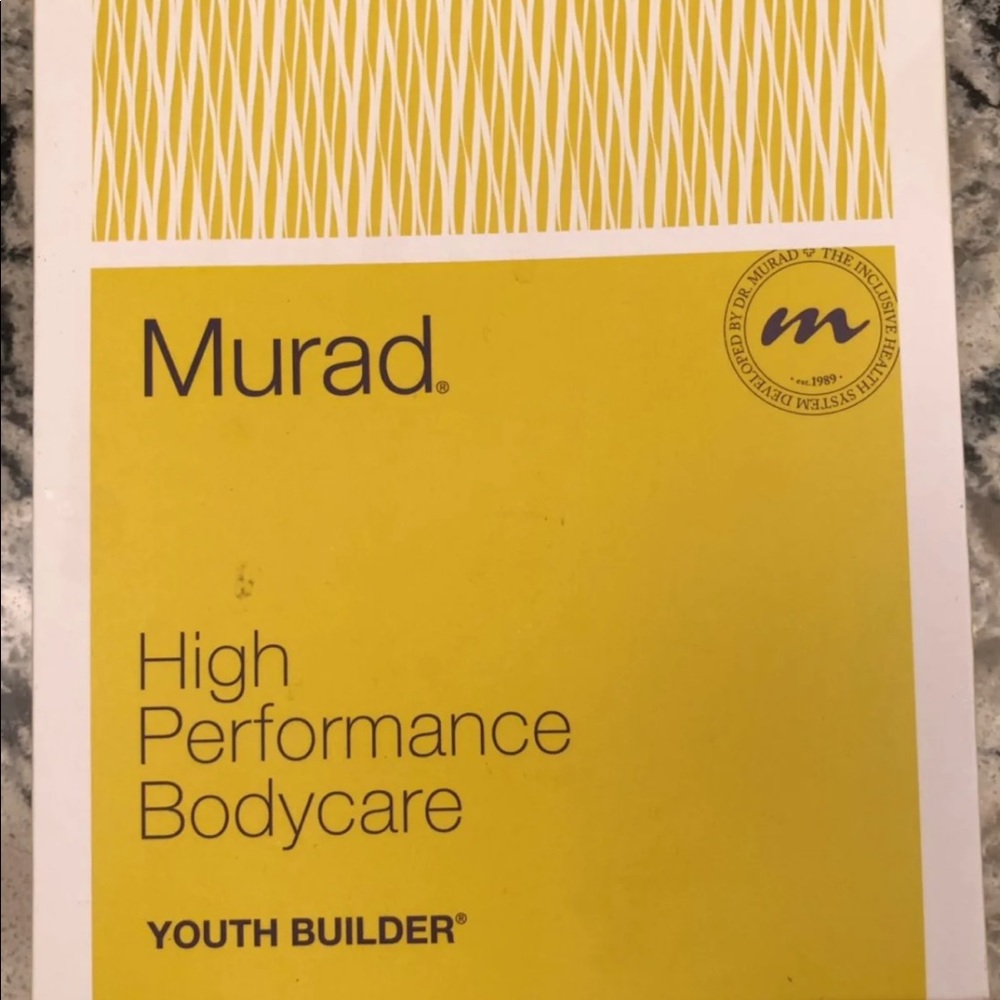 Murad®
DEVELOPED BY DR. MURAD ✣ THE INCLUSIVE HEALTH SYSTEM
m
• est. 1989 •
High
Performance
Bodycare
YOUTH BUILDER®